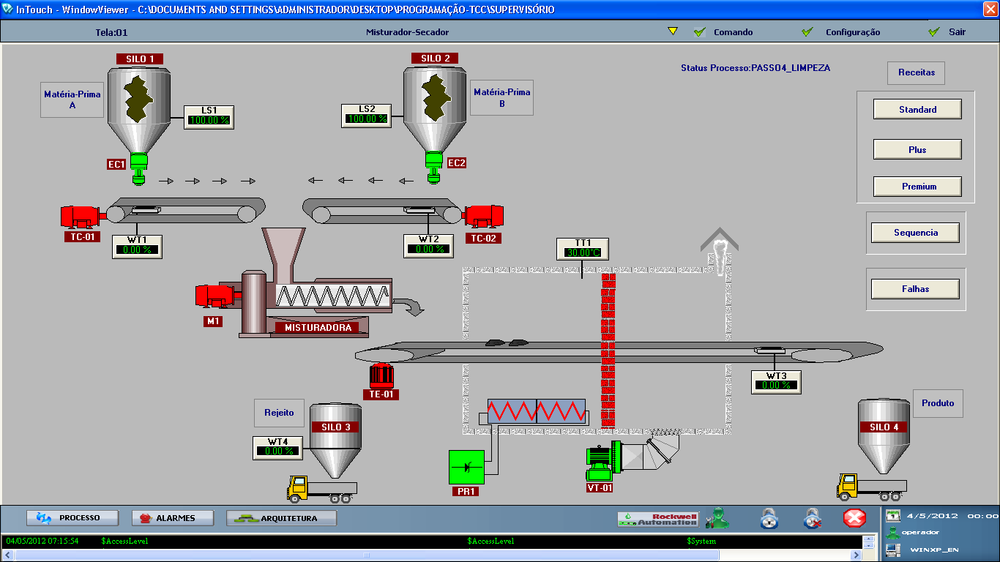 InTouch - WindowViewer - C:\DOCUMENTS AND SETTINGS\ADMINISTRADOR\DESKTOP\PROGRAMAÇÃO-TCC\SUPERVISÓRIO
Tela:01
Misturador-Secador
Comando
Configuração
Sair
SILO 1
SILO 2
Status Processo:PASSO4_LIMPEZA
Receitas
Matéria-Prima
A
Matéria-Prima
B
LS1
100.00 %
LS2
100.00 %
Standard
Plus
Premium
EC1
EC2
TC-01
WT1
0.00 %
WT2
0.00 %
TC-02
Sequencia
TT1
30.00°C
Falhas
M1
MISTURADORA
WT3
0.00 %
TE-01
Rejeito
SILO 3
WT4
0.00 %
Produto
SILO 4
PR1
VT-01
PROCESSO
ALARMES
ARQUITETURA
Rockwell
Automation
4/5/2012 00:00
operador
WINXP_EN
04/05/2012 07:15:54 $AccessLevel $AccessLevel $System